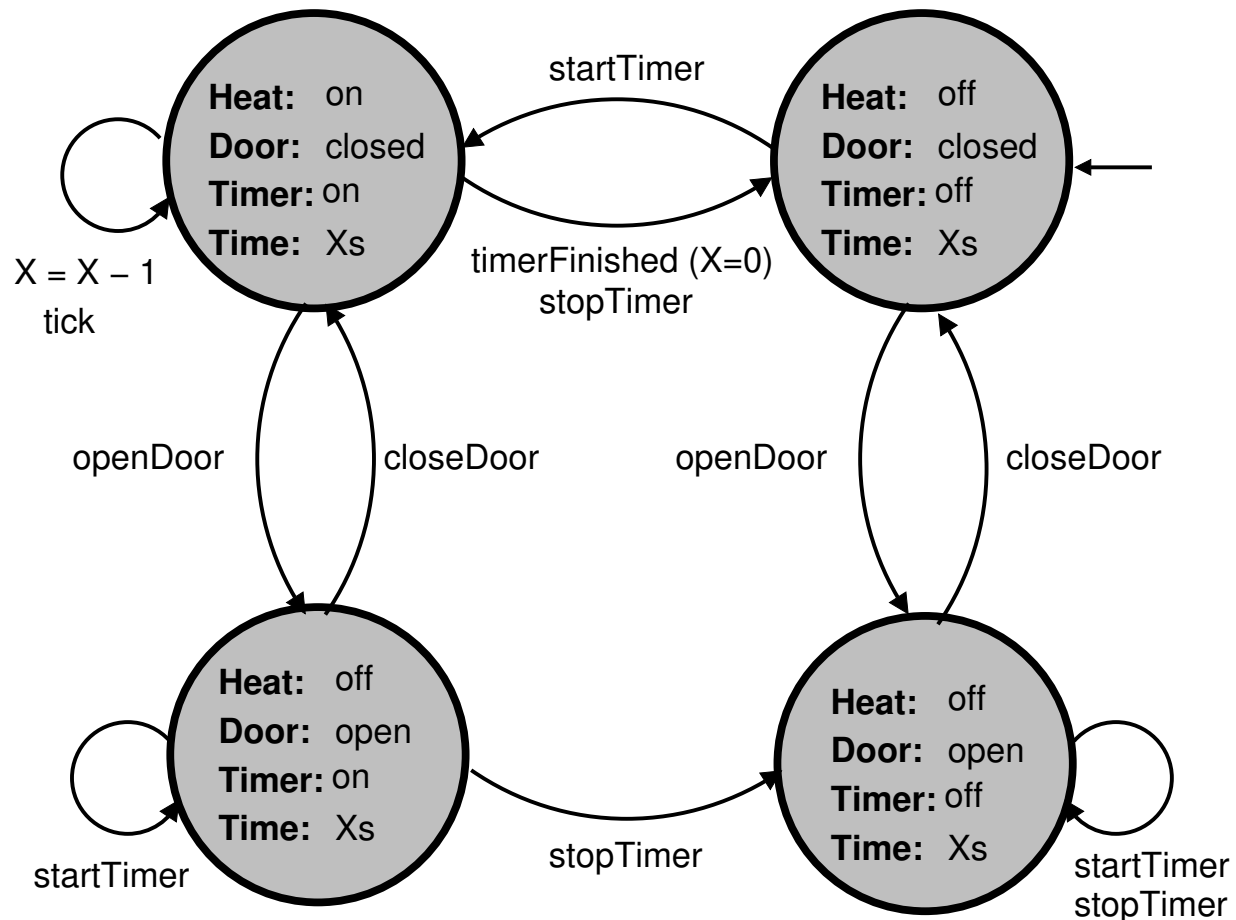 startTimer
Heat: on
Door: closed
Timer: on
Time: Xs
Heat: off
Door: closed
Timer: off
Time: Xs
X = X − 1
tick
timerFinished (X=0)
stopTimer
openDoor
closeDoor
openDoor
closeDoor
Heat: off
Door: open
Timer: on
Time: Xs
Heat: off
Door: open
Timer: off
Time: Xs
startTimer
stopTimer
startTimer
stopTimer